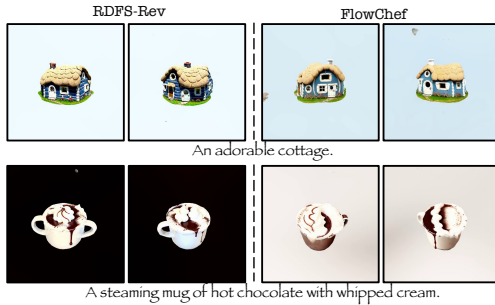 RDFS-Rev
FlowChef
An adorable cottage.
A steaming mug of hot chocolate with whipped cream.